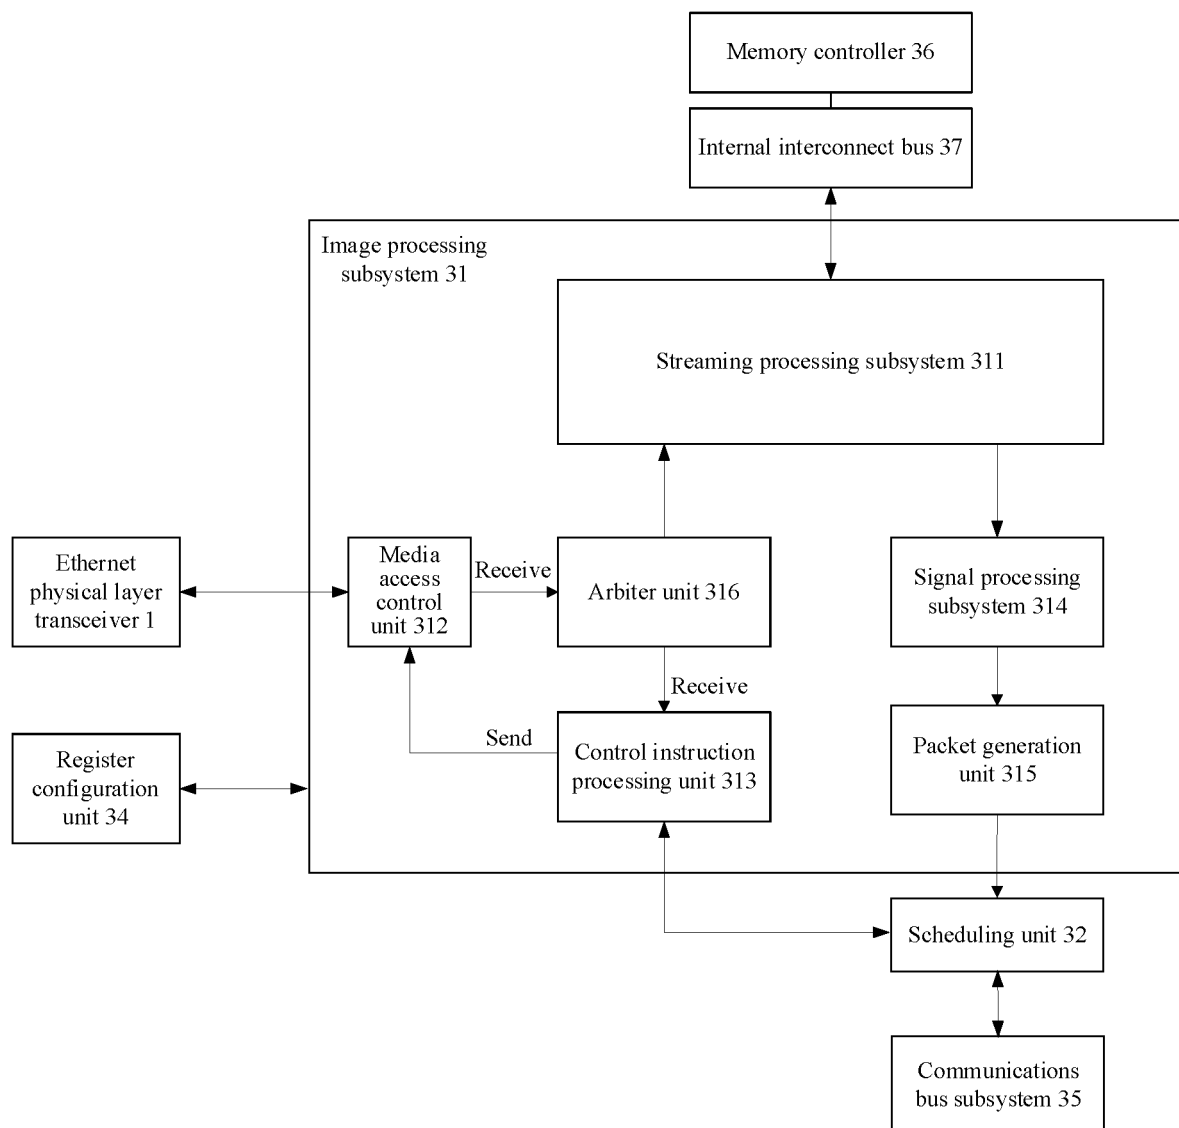 Memory controller 36
Internal interconnect bus 37
Image processing
subsystem 31
Streaming processing subsystem 311
Ethernet
physical layer
transceiver 1
Media
access
control
unit 312
Receive
Arbiter unit 316
Signal processing
subsystem 314
Receive
Send
Control instruction
processing unit 313
Packet generation
unit 315
Register
configuration
unit 34
Scheduling unit 32
Communications
bus subsystem 35